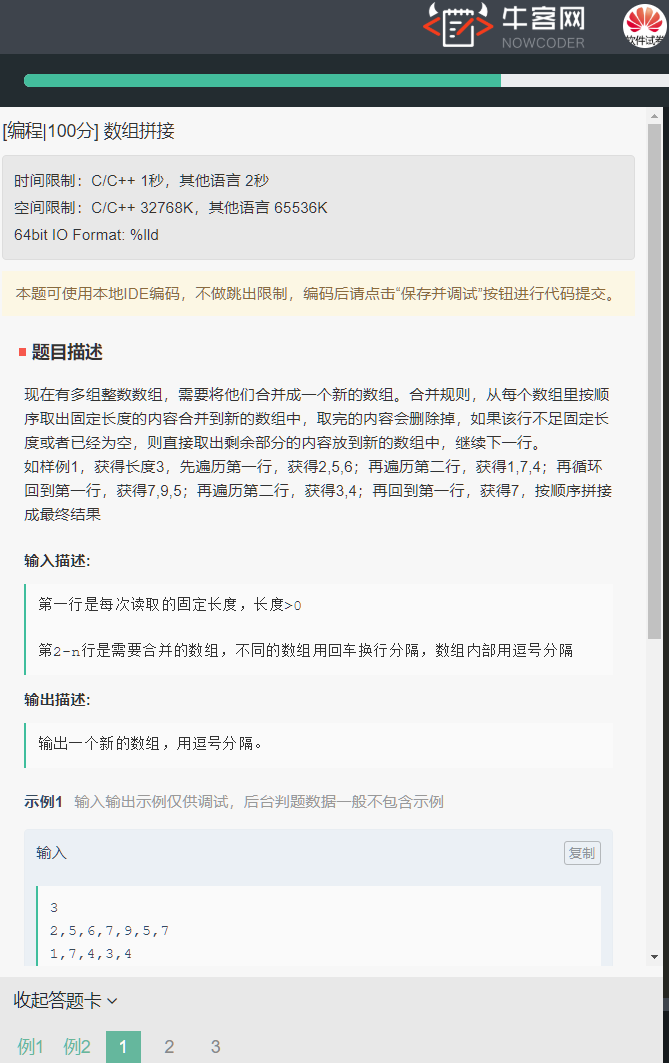 牛客网
NOWCODER
软件试卷
[编程|100分] 数组拼接
时间限制：C/C++ 1秒，其他语言 2秒
空间限制：C/C++ 32768K，其他语言 65536K
64bit IO Format: %lld
本题可使用本地IDE编码，不做跳出限制，编码后请点击“保存并调试”按钮进行代码提交。
题目描述
现在有多组整数数组，需要将他们合并成一个新的数组。合并规则，从每个数组里按顺
序取出固定长度的内容合并到新的数组中，取完的内容会删除掉，如果该行不足固定长
度或者已经为空，则直接取出剩余部分的内容放到新的数组中，继续下一行。
如样例1，获得长度3，先遍历第一行，获得2,5,6；再遍历第二行，获得1,7,4；再循环
回到第一行，获得7,9,5；再遍历第二行，获得3,4；再回到第一行，获得7，按顺序拼接
成最终结果
输入描述:
第一行是每次读取的固定长度，长度>0
第2-n行是需要合并的数组，不同的数组用回车换行分隔，数组内部用逗号分隔
输出描述:
输出一个新的数组，用逗号分隔。
示例1 输入输出示例仅供调试，后台判题数据一般不包含示例
输入
复制
3
2,5,6,7,9,5,7
1,7,4,3,4
收起答题卡
例1 例2 1 2 3